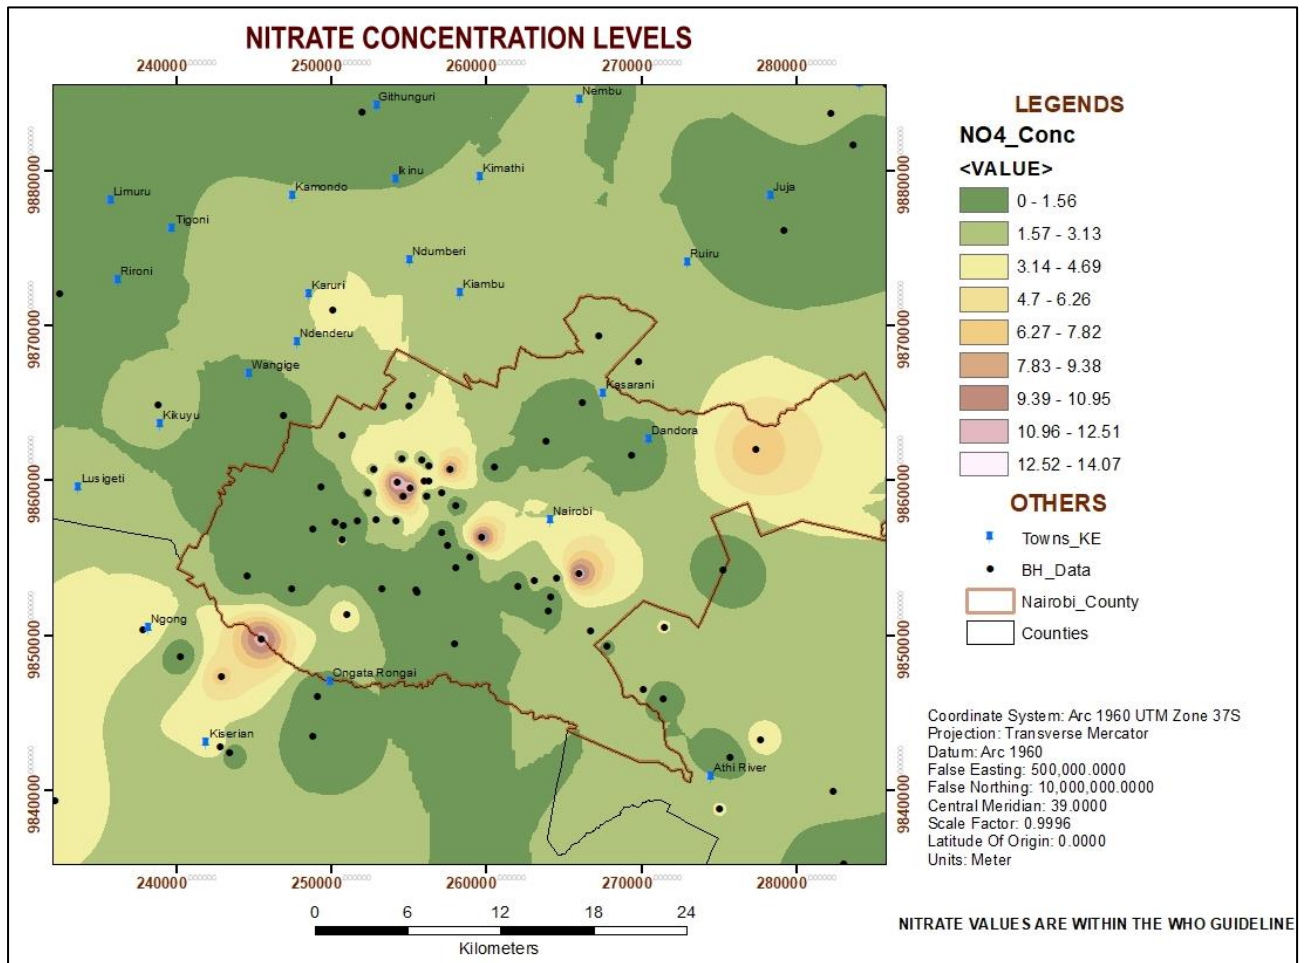 NITRATE CONCENTRATION LEVELS
240000 250000 260000 270000 280000
Githunguri
Nembu
9880000
9880000
Ikinu
Kimathi
Limuru
Kamondo
Juja
Tigoni
Ndumberi
Ruiru
Rironi
Karuri
Kiambu
9870000
9870000
Ndenderu
Wangige
Kasarani
Kikuyu
Dandora
9860000
9860000
Lusigeti
Nairobi
Ngong
9850000
9850000
Ongata Rongai
Kiserian
Athi River
9840000
9840000
240000 250000 260000 270000 280000
0 6 12 18 24
Kilometers
LEGENDS
NO4_Conc
<VALUE>
0 - 1.56
1.57 - 3.13
3.14 - 4.69
4.7 - 6.26
6.27 - 7.82
7.83 - 9.38
9.39 - 10.95
10.96 - 12.51
12.52 - 14.07
OTHERS
Towns_KE
BH_Data
Nairobi_County
Counties
Coordinate System: Arc 1960 UTM Zone 37S
Projection: Transverse Mercator
Datum: Arc 1960
False Easting: 500,000.0000
False Northing: 10,000,000.0000
Central Meridian: 39.0000
Scale Factor: 0.9996
Latitude Of Origin: 0.0000
Units: Meter
NITRATE VALUES ARE WITHIN THE WHO GUIDELINE